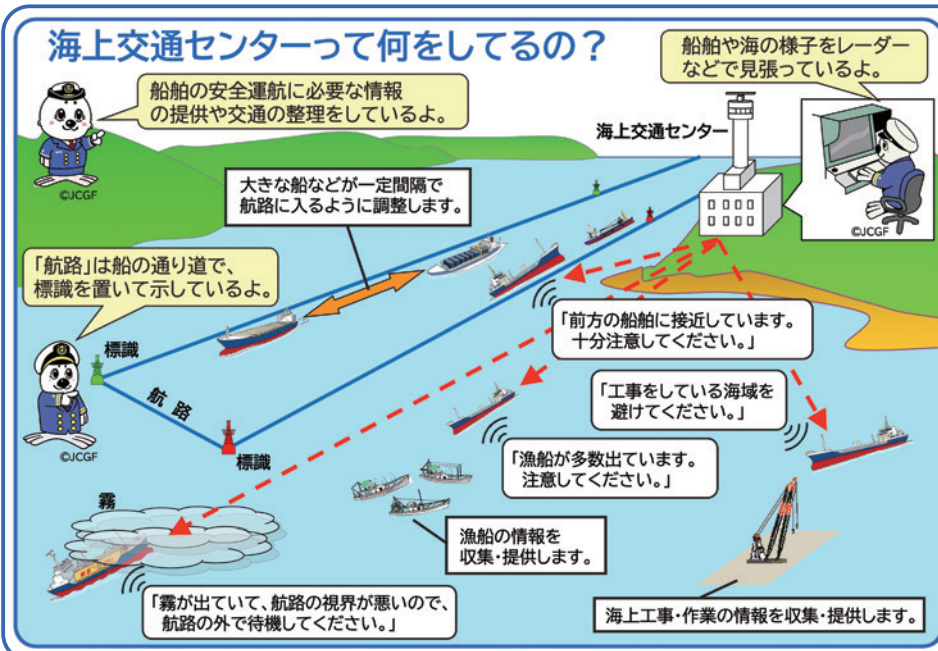 海上交通センターって何をしてるの？
船舶や海の様子をレーダー
などで見張っているよ。
船舶の安全運航に必要な情報
の提供や交通の整理をしているよ。
©JCGF
海上交通センター
©JCGF
大きな船などが一定間隔で
航路に入るように調整します。
「航路」は船の通り道で、
標識を置いて示しているよ。
©JCGF
標識
航路
標識
「前方の船舶に接近しています。
十分注意してください。」
「工事をしている海域を
避けてください。」
「漁船が多数出ています。
注意してください。」
漁船の情報を
収集・提供します。
霧
「霧が出ていて、航路の視界が悪いので、
航路の外で待機してください。」
海上工事・作業の情報を収集・提供します。